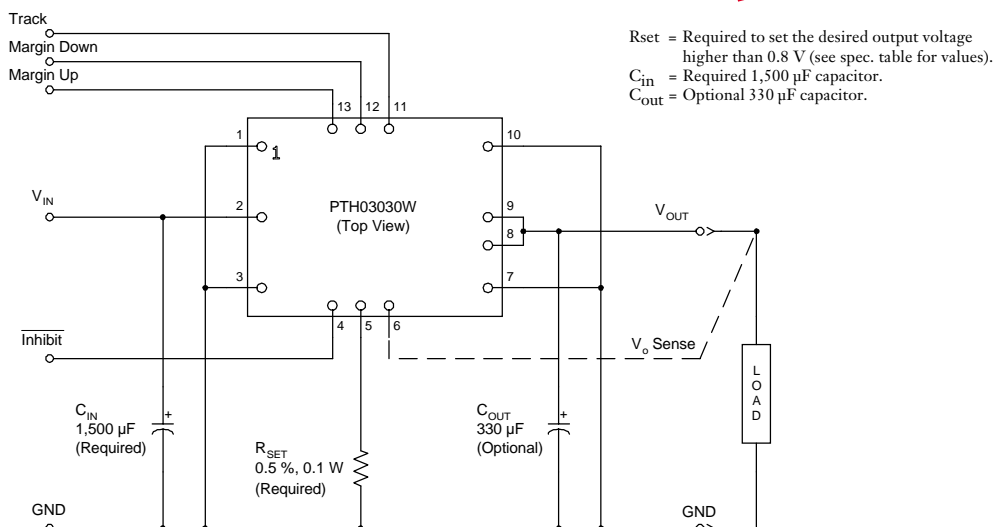 Track
Margin Down
Margin Up
Rset = Required to set the desired output voltage
higher than 0.8 V (see spec. table for values).
Cin = Required 1,500 µF capacitor.
Cout = Optional 330 µF capacitor.
13 12 11
1
10
1
VIN
2
PTH03030W
(Top View)
9
8
VOUT
3
7
4 5 6
Inhibit
Vo Sense
LOAD
CIN
1,500 µF
(Required)
+
RSET
0.5 %, 0.1 W
(Required)
COUT
330 µF
(Optional)
+
GND
GND